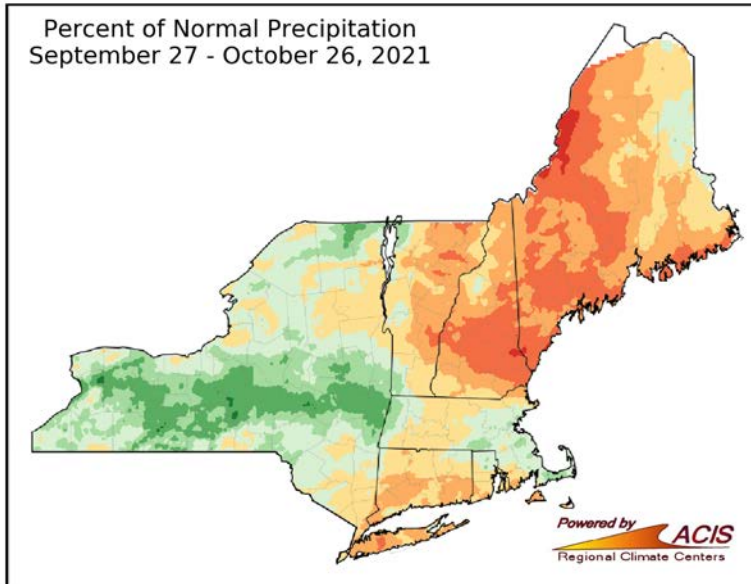 Percent of Normal Precipitation
September 27 - October 26, 2021
Powered by
ACIS
Regional Climate Centers